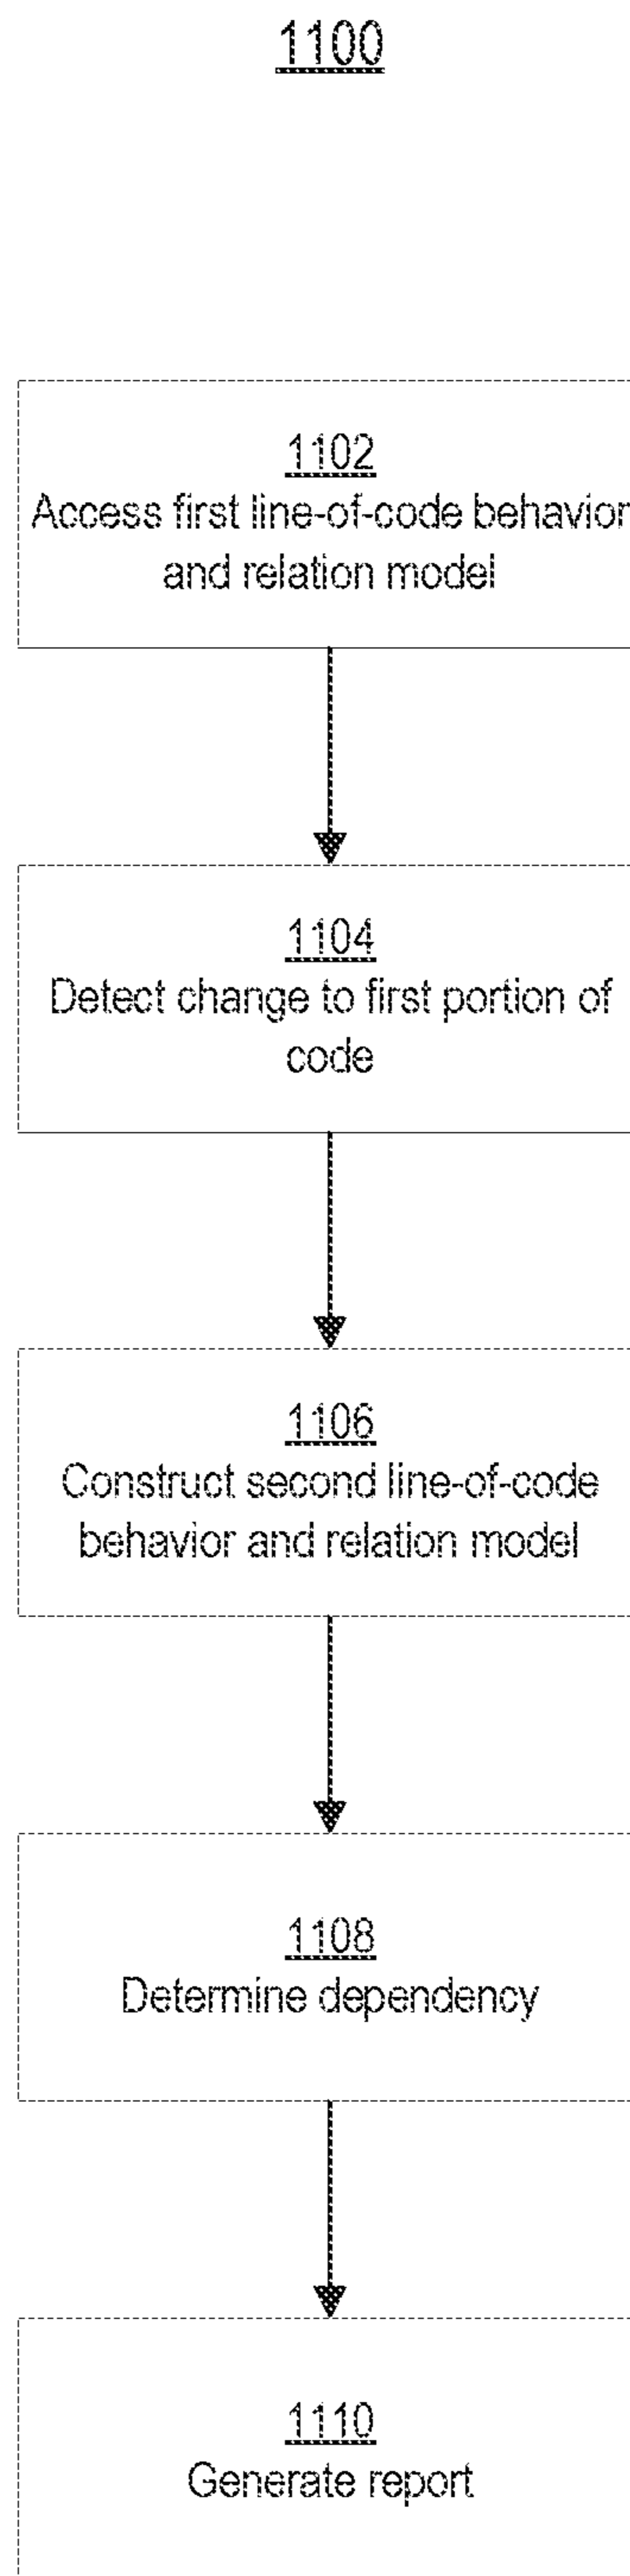 1100
1102
Access first line-of-code behavior
and relation model
1104
Detect change to first portion of
code
1106
Construct second line-of-code
behavior and relation model
1108
Determine dependency
1110
Generate report